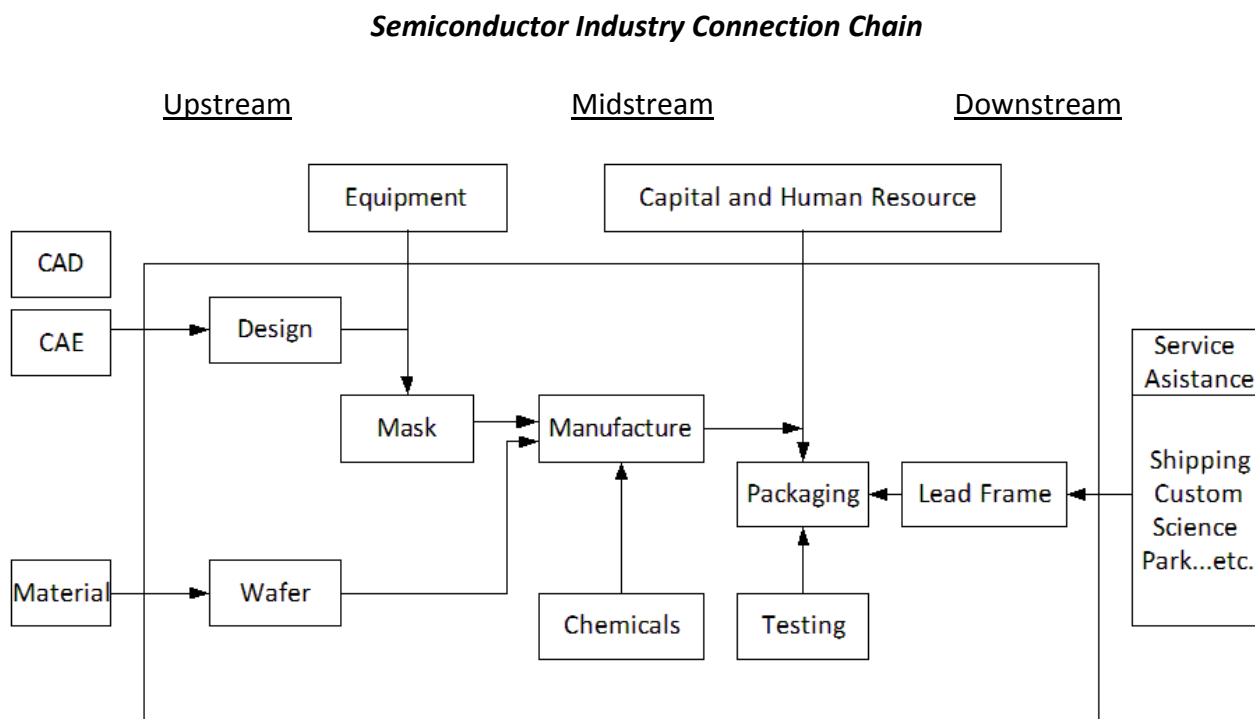 Semiconductor Industry Connection Chain
Upstream
Midstream
Downstream
Equipment
Capital and Human Resource
CAD
CAE
Design
Service
Asistance
Mask
Manufacture
Shipping
Custom
Science
Park...etc.
Packaging
Lead Frame
Material
Wafer
Chemicals
Testing